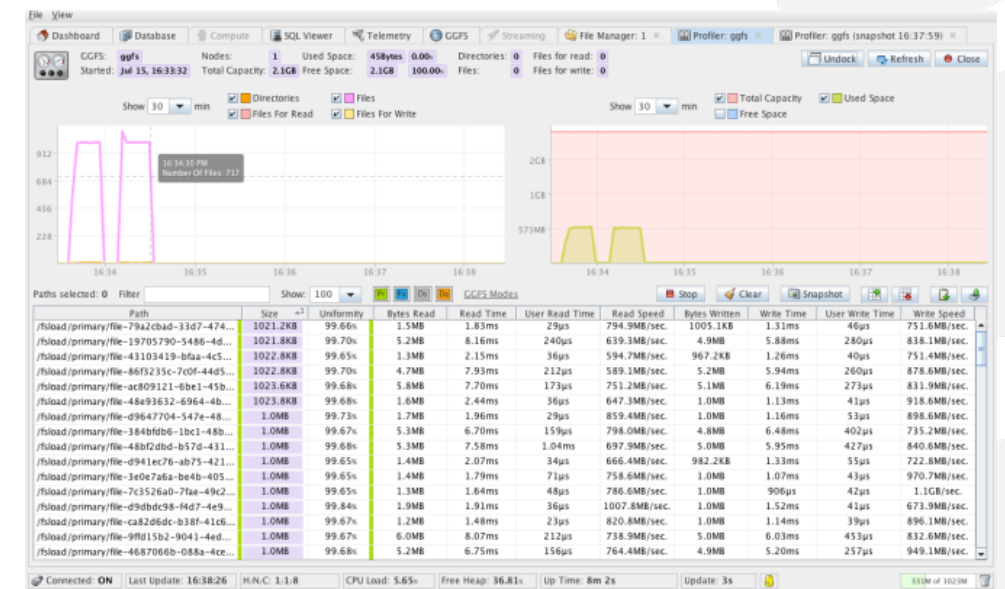 File View
Dashboard Database Compute SQL Viewer Telemetry GGFS Streaming File Manager: 1 Profiler: ggfs Profiler: ggfs (snapshot 16:37:59)
GGFS: ggfs Nodes: 1 Used Space: 458bytes 0.00% Directories: 0 Files for read: 0 Undock Refresh Close
Started: Jul 15, 16:33:32 Total Capacity: 2.1GB Free Space: 2.1GB 100.00% Files: 0 Files for write: 0
Show 30 min Directories Files Files For Read Files For Write
Show 30 min Total Capacity Used Space Free Space
912
684
456
228
16:34:30 PM
Number Of Files: 717
16:34 16:35 16:36 16:37 16:38
2GB
1GB
573MB
16:34 16:35 16:36 16:37 16:38
Paths selected: 0 Filter Show: 100 Pr Px Ds Da GGFS Modes Stop Clear Snapshot
Path Size 1 Uniformity Bytes Read Read Time User Read Time Read Speed Bytes Written Write Time User Write Time Write Speed
/fsload/primary/file-79a2cbad-33d7-474... 1021.2KB 99.66% 1.5MB 1.83ms 29µs 794.9MB/sec. 1005.1KB 1.31ms 46µs 751.6MB/sec.
/fsload/primary/file-19705790-5486-4d... 1021.8KB 99.70% 5.2MB 8.16ms 240µs 639.3MB/sec. 4.9MB 5.88ms 280µs 838.1MB/sec.
/fsload/primary/file-43103419-bfaa-4c5... 1022.8KB 99.65% 1.3MB 2.15ms 36µs 594.7MB/sec. 967.2KB 1.26ms 40µs 751.4MB/sec.
/fsload/primary/file-86f3235c-7c0f-44d5... 1022.8KB 99.70% 4.7MB 7.93ms 212µs 589.1MB/sec. 5.2MB 5.94ms 260µs 878.6MB/sec.
/fsload/primary/file-ac809121-6be1-45b... 1023.6KB 99.68% 5.8MB 7.70ms 173µs 751.2MB/sec. 5.1MB 6.19ms 273µs 831.9MB/sec.
/fsload/primary/file-48e93632-6964-4b... 1023.8KB 99.68% 1.6MB 2.44ms 36µs 647.3MB/sec. 1.0MB 1.13ms 41µs 918.6MB/sec.
/fsload/primary/file-d9647704-547e-48... 1.0MB 99.73% 1.7MB 1.96ms 29µs 859.4MB/sec. 1.0MB 1.16ms 53µs 898.6MB/sec.
/fsload/primary/file-384bfdb6-1bc1-48b... 1.0MB 99.67% 5.3MB 6.70ms 159µs 798.0MB/sec. 4.8MB 6.48ms 402µs 735.2MB/sec.
/fsload/primary/file-48bf2dbd-b57d-431... 1.0MB 99.68% 5.3MB 7.58ms 1.04ms 697.9MB/sec. 5.0MB 5.95ms 427µs 840.6MB/sec.
/fsload/primary/file-d941ec76-ab75-421... 1.0MB 99.65% 1.4MB 2.07ms 34µs 666.4MB/sec. 982.2KB 1.33ms 55µs 722.8MB/sec.
/fsload/primary/file-3e0e7a6a-be4b-405... 1.0MB 99.65% 1.4MB 1.79ms 71µs 758.6MB/sec. 1.0MB 1.07ms 43µs 970.7MB/sec.
/fsload/primary/file-7c3526a0-7fae-49c2... 1.0MB 99.65% 1.3MB 1.64ms 48µs 786.6MB/sec. 1.0MB 906µs 42µs 1.1GB/sec.
/fsload/primary/file-d9dbdc98-f4d7-4e9... 1.0MB 99.84% 1.9MB 1.91ms 36µs 1007.8MB/sec. 1.0MB 1.52ms 41µs 673.9MB/sec.
/fsload/primary/file-ca82d6dc-b38f-41c6... 1.0MB 99.67% 1.2MB 1.48ms 23µs 820.8MB/sec. 1.0MB 1.14ms 39µs 896.1MB/sec.
/fsload/primary/file-9ffd15b2-9041-4ed... 1.0MB 99.67% 6.0MB 8.07ms 212µs 738.9MB/sec. 5.0MB 6.03ms 453µs 832.6MB/sec.
/fsload/primary/file-4687066b-088a-4ce... 1.0MB 99.68% 5.2MB 6.75ms 156µs 764.4MB/sec. 4.9MB 5.20ms 257µs 949.1MB/sec.
Connected: ON Last Update: 16:38:26 H:N:C: 1:1:8 CPU Load: 5.65% Free Heap: 36.81% Up Time: 8m 2s Update: 3s 331M of 1023M